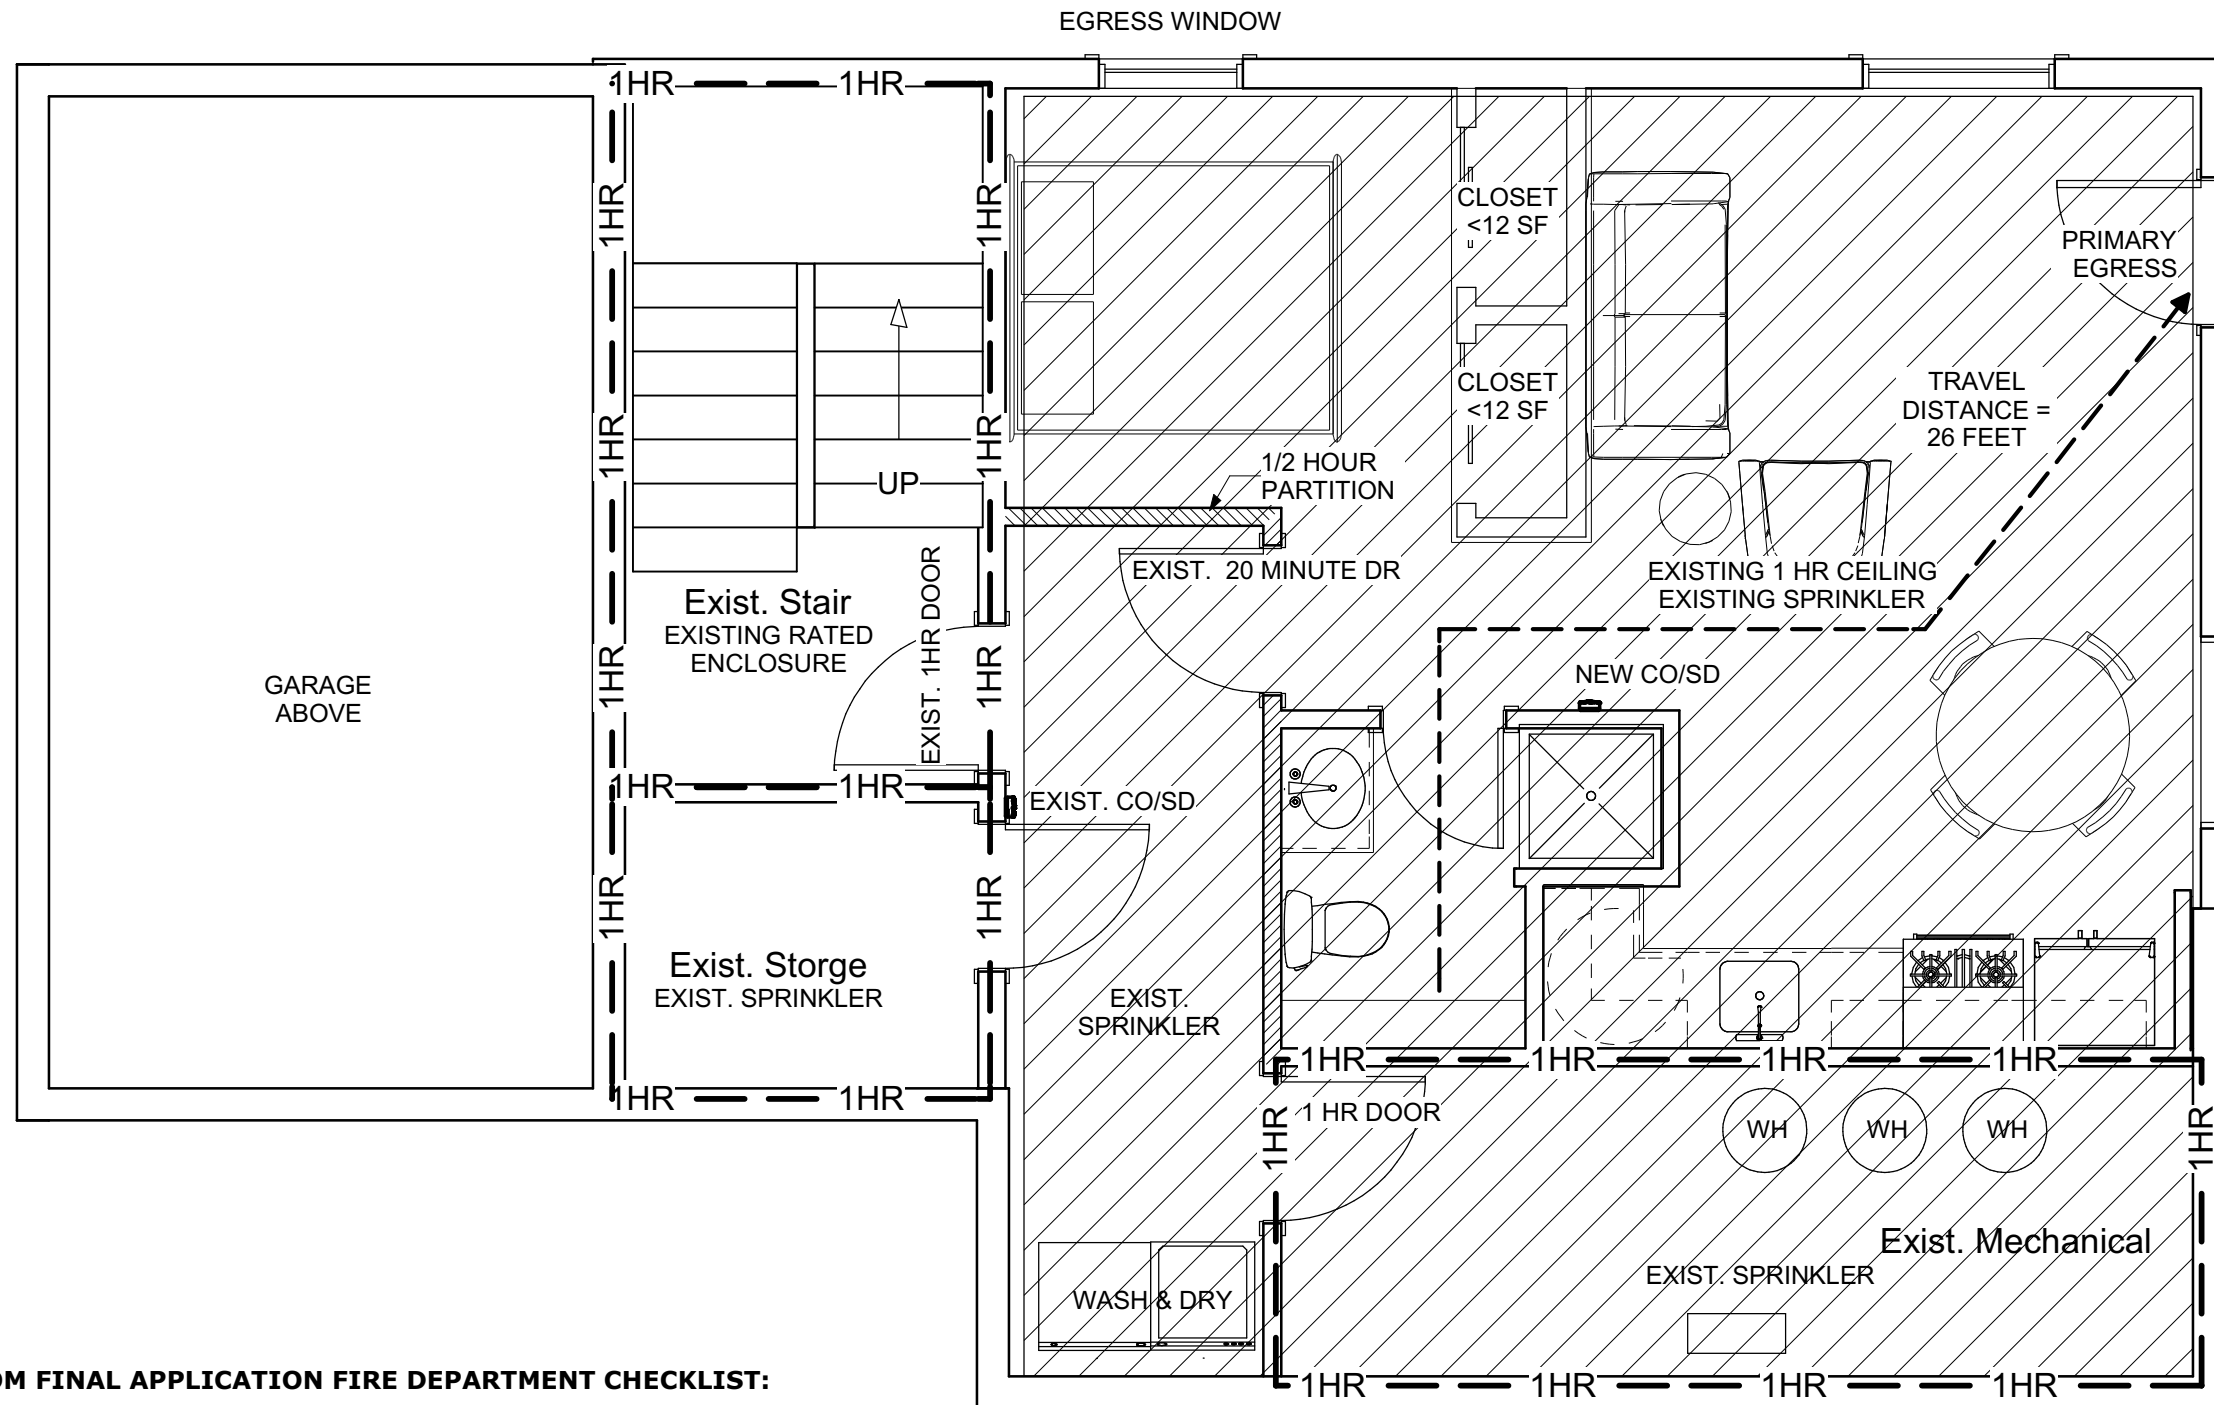 EGRESS WINDOW
1HR
1HR
1HR
1HR
CLOSET
<12 SF
PRIMARY
EGRESS
CLOSET
<12 SF
TRAVEL
DISTANCE =
26 FEET
1HR
1HR
1/2 HOUR
PARTITION
UP
EXIST. 1HR DOOR
EXIST. 20 MINUTE DR
EXISTING 1 HR CEILING
EXISTING SPRINKLER
Exist. Stair
EXISTING RATED
ENCLOSURE
1HR
1HR
GARAGE
ABOVE
NEW CO/SD
1HR
1HR
EXIST. CO/SD
1HR
1HR
Exist. Storge
EXIST. SPRINKLER
EXIST.
SPRINKLER
1HR
1HR
1HR
1HR
1HR
1HR
1HR
1 HR DOOR
WH
WH
WH
1HR
Exist. Mechanical
EXIST. SPRINKLER
WASH & DRY
1HR
1HR
1HR
1HR
OM FINAL APPLICATION FIRE DEPARTMENT CHECKLIST: